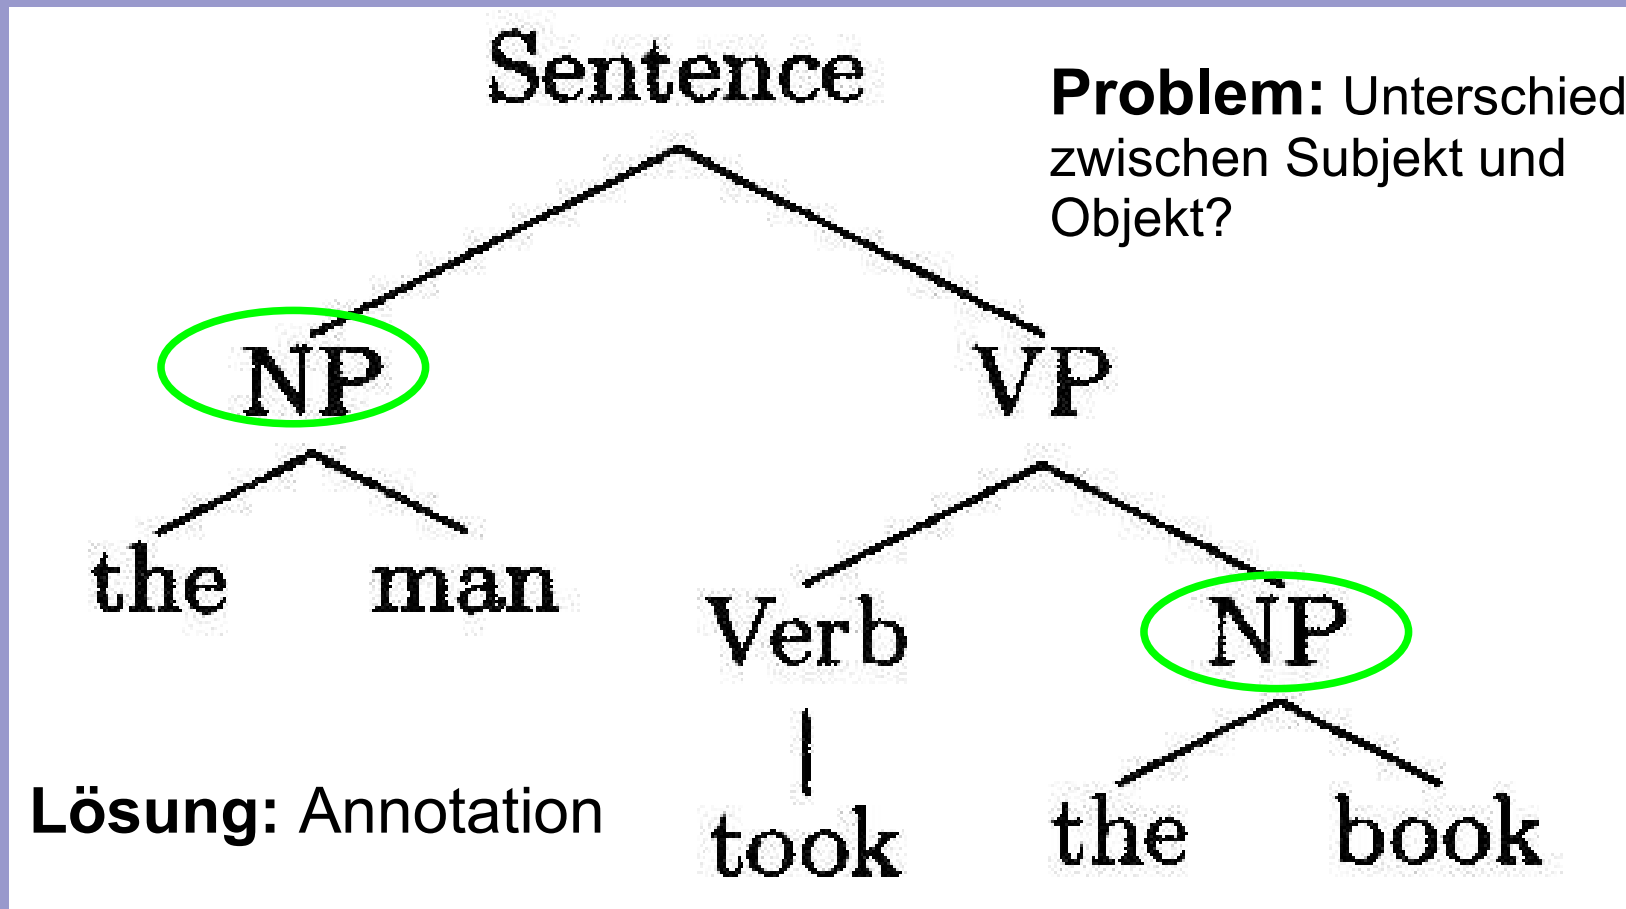 Sentence
Problem: Unterschied
zwischen Subjekt und
Objekt?
NP
VP
the man
Verb
NP
Lösung: Annotation
took
the
book